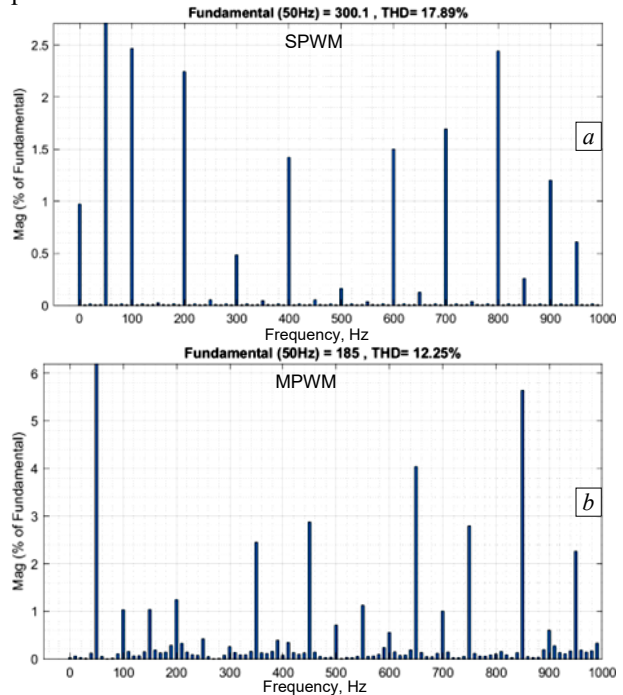 Fundamental (50Hz) = 300.1 , THD= 17.89%
SPWM
a
Mag (% of Fundamental)
2.5
2
1.5
1
0.5
0
0 100 200 300 400 500 600 700 800 900 1000
Frequency, Hz
Fundamental (50Hz) = 185 , THD= 12.25%
MPWM
b
Mag (% of Fundamental)
6
5
4
3
2
1
0
0 100 200 300 400 500 600 700 800 900 1000
Frequency, Hz